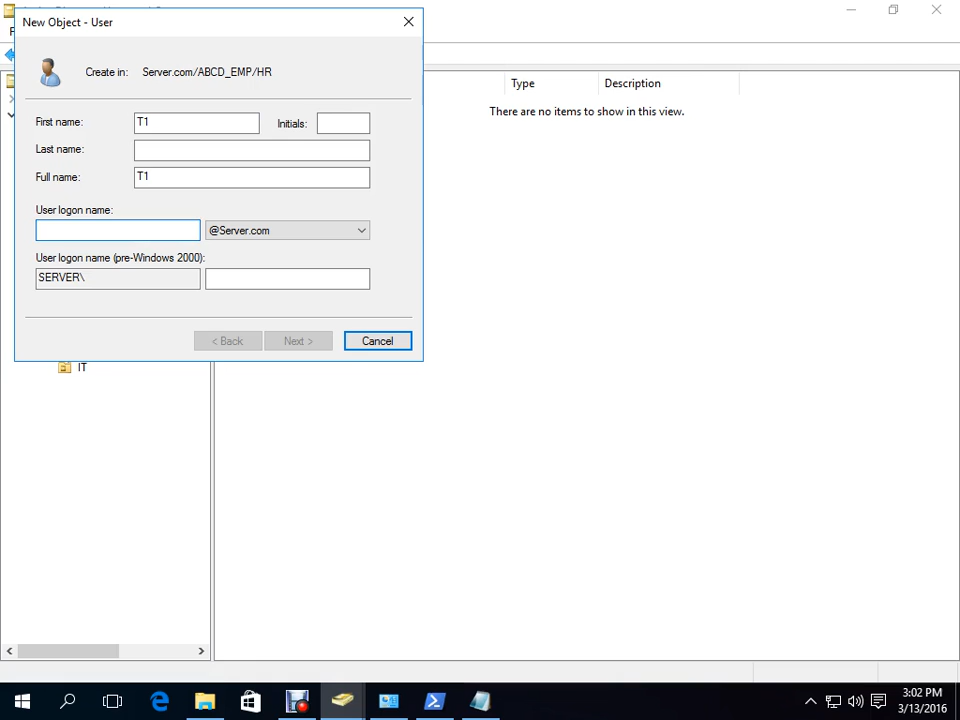 New Object - User
Create in: Server.com/ABCD_EMP/HR
Type
Description
There are no items to show in this view.
First name: T1 Initials:
Last name:
Full name: T1
User logon name:
@Server.com
User logon name (pre-Windows 2000):
SERVER\
< Back
Next >
Cancel
IT
3:02 PM
3/13/2016